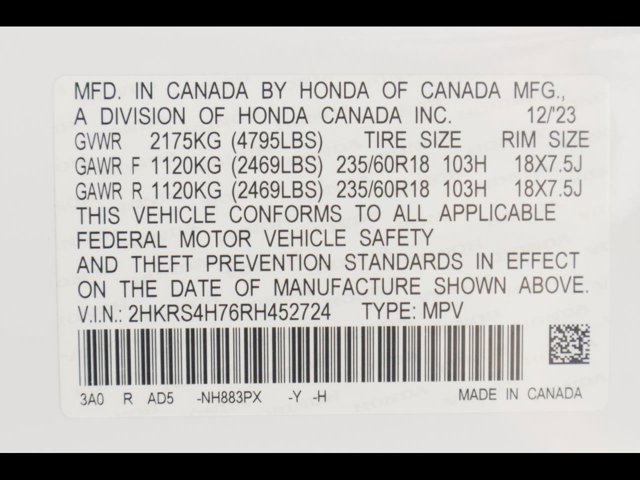 MFD. IN CANADA BY HONDA OF CANADA MFG.,
A DIVISION OF HONDA CANADA INC. 12/'23
GVWR 2175KG (4795LBS) TIRE SIZE RIM SIZE
GAWR F 1120KG (2469LBS) 235/60R18 103H 18X7.5J
GAWR R 1120KG (2469LBS) 235/60R18 103H 18X7.5J
THIS VEHICLE CONFORMS TO ALL APPLICABLE
FEDERAL MOTOR VEHICLE SAFETY
AND THEFT PREVENTION STANDARDS IN EFFECT
ON THE DATE OF MANUFACTURE SHOWN ABOVE.
V.I.N.: 2HKRS4H76RH452724 TYPE: MPV
3A0 R AD5 -NH883PX -Y -H MADE IN CANADA